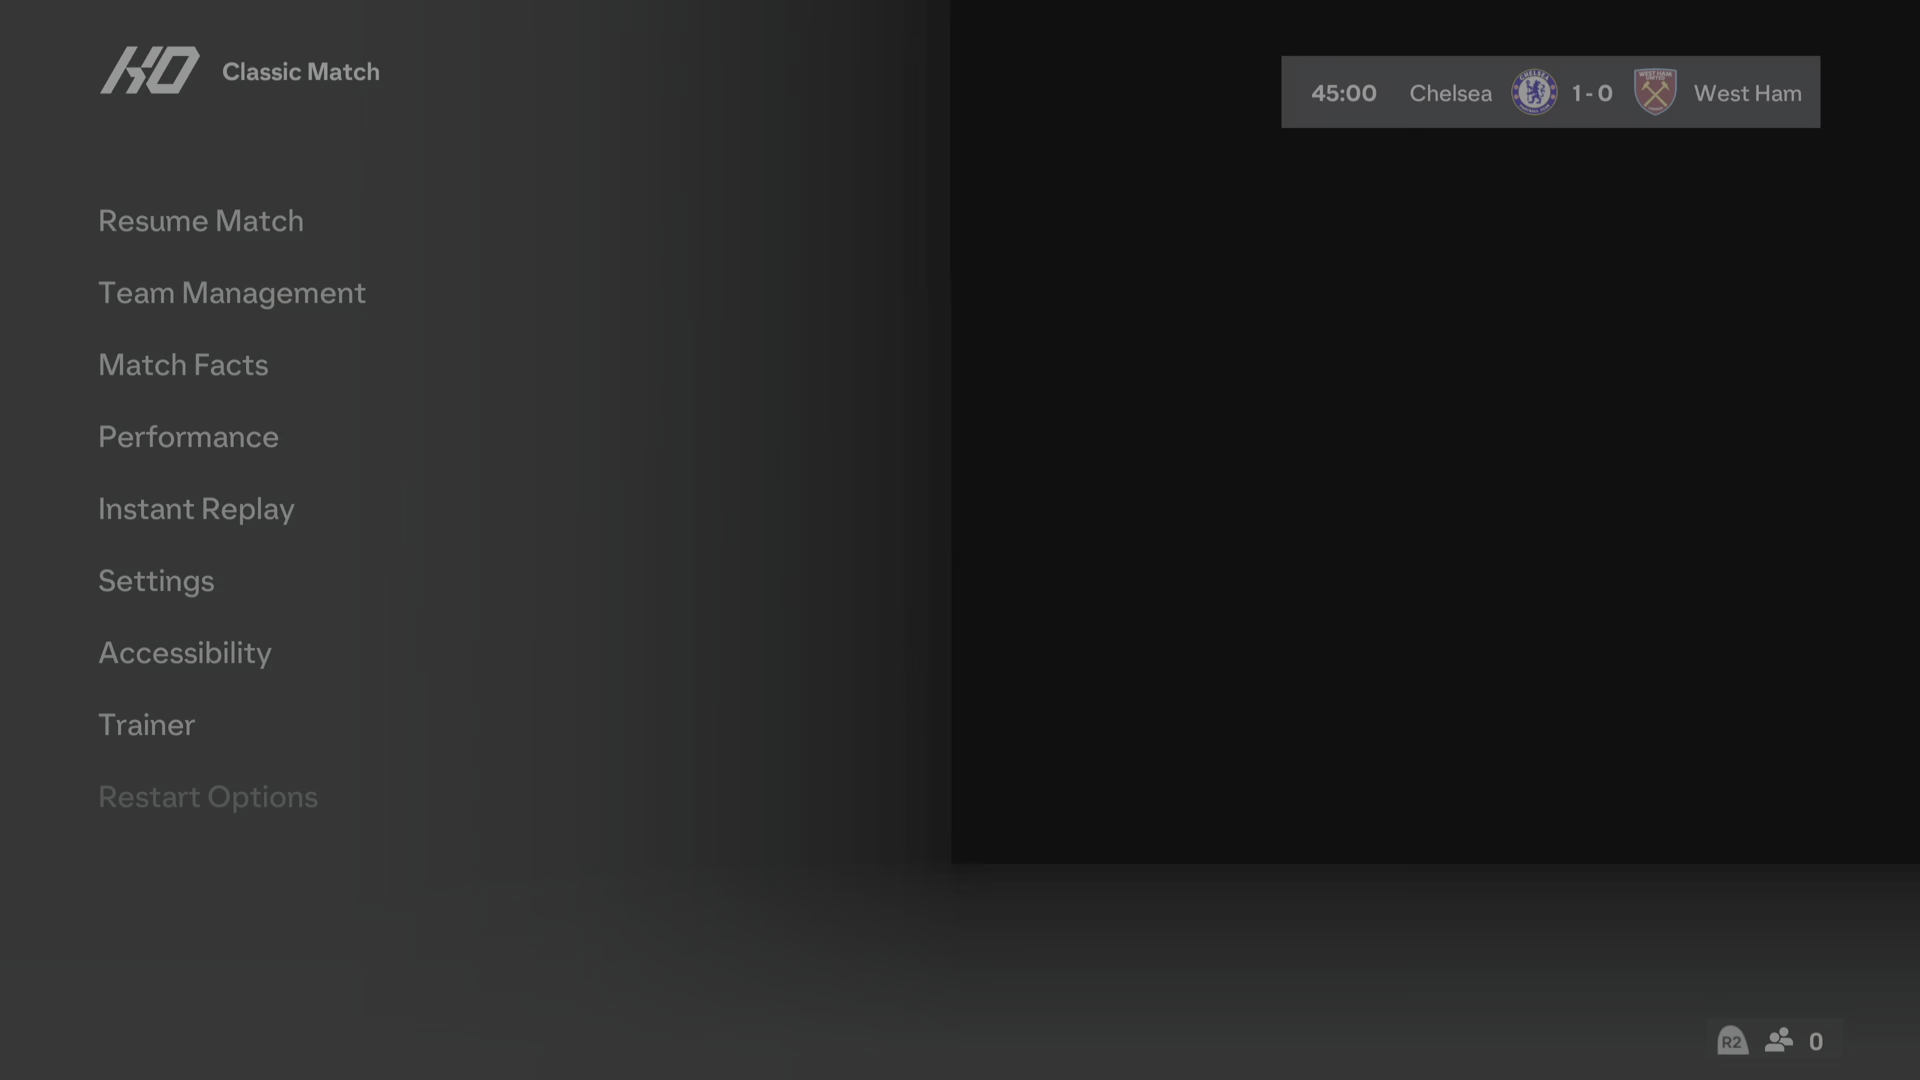 KO Classic Match
45:00 Chelsea 1 - 0 West Ham
Resume Match
Team Management
Match Facts
Performance
Instant Replay
Settings
Accessibility
Trainer
Restart Options
R2 0